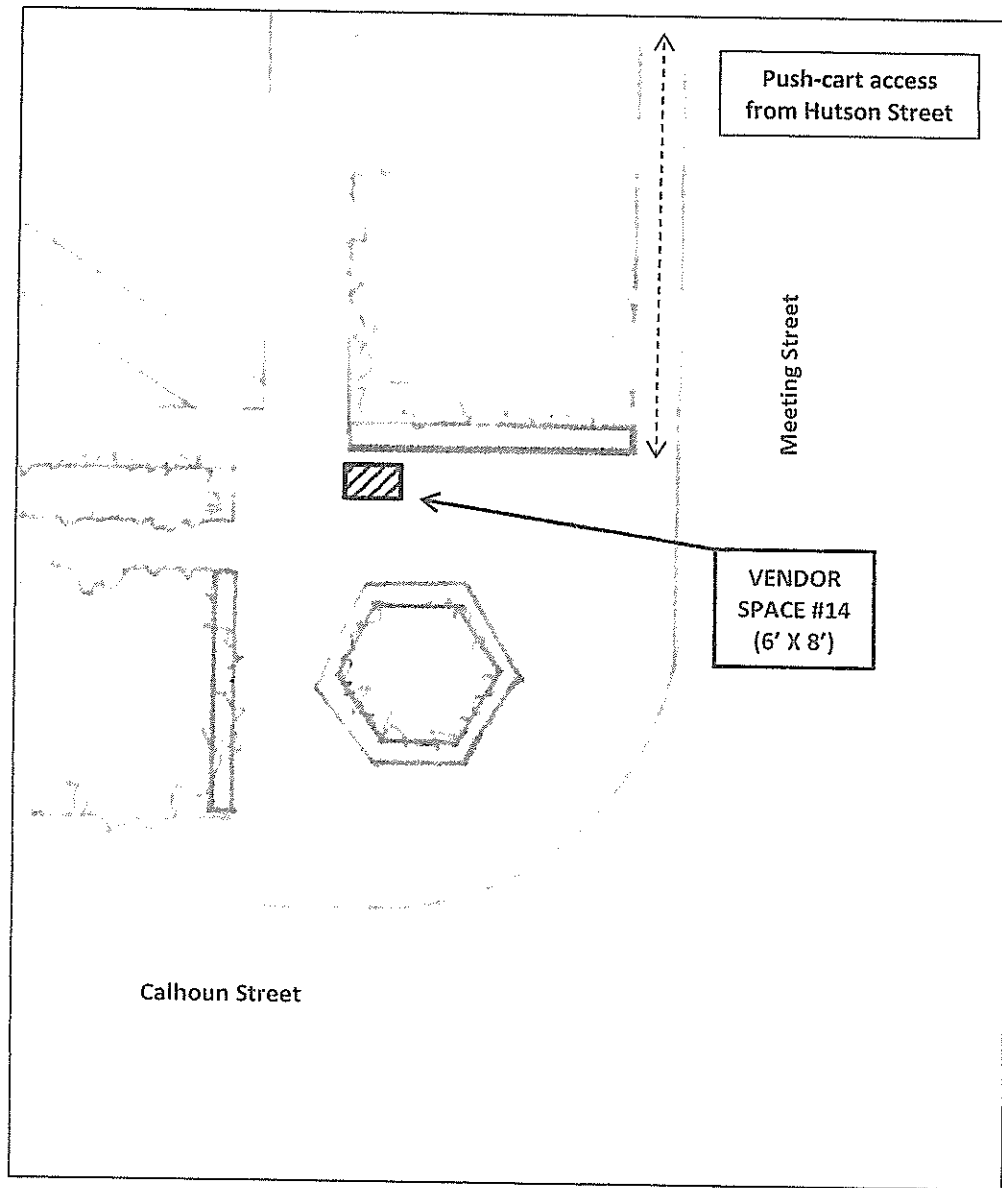 Push-cart access
from Hutson Street
Meeting Street
VENDOR
SPACE #14
(6' X 8')
Calhoun Street